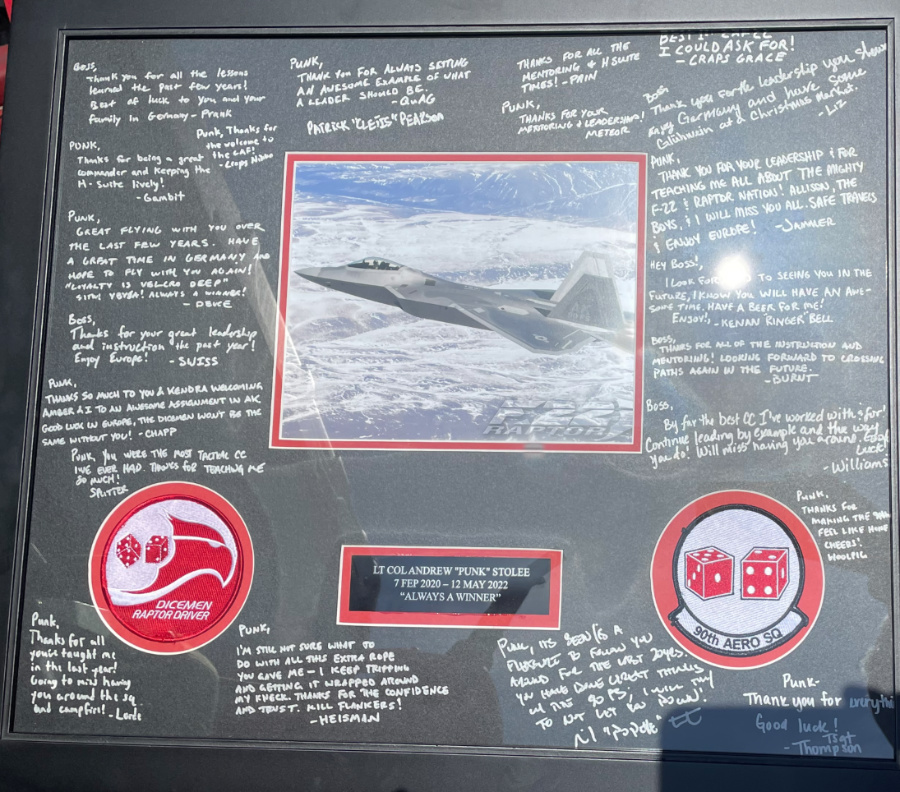 Boss,
Thank you for all the lessons
learned the past few years!
Best of luck to you and your
family in Germany - Frank
Punk, Thanks for
the welcome to
the CAF!
PUNK,
Thanks for being a great
commander and keeping the
H-Suite lively!
- Gambit
PUNK,
GREAT FLYING WITH YOU OVER
THE LAST FEW YEARS. HAVE
A GREAT TIME IN GERMANY AND
HOPE TO FLY WITH YOU AGAIN!
"LOYALTY IS VELCRO DEEP"
ALWAYS A WINNER!
- DEUCE
Boss,
Thanks for your great leadership
and instruction the past year!
Enjoy Europe! - SWISS
PUNK,
THANKS SO MUCH TO YOU & KENDRA WELCOMING
AMBER & I TO AN AWESOME ASSIGNMENT IN AK.
GOOD LUCK IN EUROPE, THE DICEMEN WON'T BE THE
SAME WITHOUT YOU! - CHAPP
PUNK, YOU WERE THE MOST TACTICAL CC
I'VE EVER HAD. THANKS FOR TEACHING ME
SO MUCH!
SPLITTER
PUNK,
THANK YOU FOR ALWAYS SETTING
AN AWESOME EXAMPLE OF WHAT
A LEADER SHOULD BE.
- QUAG
PATRICK PEARSON
THANKS FOR ALL THE
MENTORING & H SUITE
TIMES! - PAIN
PUNK,
THANKS FOR YOUR
MENTORING & LEADERSHIP!
METEOR
BEST
I COULD ASK FOR!
- CRAPS GRACE
Boss,
Thank you for the leadership you show.
Enjoy Germany and have some
Glühwein at a Christmas Market.
- Liz
PUNK,
THANK YOU FOR YOUR LEADERSHIP & FOR
TEACHING ME ALL ABOUT THE MIGHTY
F-22 & RAPTOR NATION! ALLISON, THE
BOYS, & I WILL MISS YOU ALL. SAFE TRAVELS
& ENJOY EUROPE!
HEY BOSS!,
I LOOK FORWARD TO SEEING YOU IN THE
FUTURE, I KNOW YOU WILL HAVE AN AWE-
SOME TIME. HAVE A BEER FOR ME!
ENJOY!, - KENAN "RINGER" BELL
BOSS,
THANKS FOR ALL OF THE INSTRUCTION AND
MENTORING! LOOKING FORWARD TO CROSSING
PATHS AGAIN IN THE FUTURE.
- BURNT
Boss,
By far the best CC I've worked with & for!
Continue leading by example and the way
you do! Will miss having you around. Good
Luck!
- Williams
F-22
RAPTOR
PUNK,
THANKS FOR
MAKING THE 90th
FEEL LIKE HOME
CHEERS!
WOOLPIG
DICEMEN
RAPTOR DRIVER
LT COL ANDREW "PUNK" STOLEE
7 FEP 2020 – 12 MAY 2022
"ALWAYS A WINNER"
90th AERO SQ
Punk,
Thanks for all
you've taught me
in the last year!
Going to miss having
you around the sq
and campfire! - Lords
PUNK,
I'M STILL NOT SURE WHAT TO
DO WITH ALL THIS EXTRA ROPE
YOU GAVE ME - I KEEP TRIPPING
AND GETTING IT WRAPPED AROUND
MY KNECK. THANKS FOR THE CONFIDENCE
AND TRUST. KILL FLANKERS!
- HEISMAN
PUNK, ITS BEEN A
PLEASURE TO FOLLOW YOU
AROUND FOR THE LAST 20YRS.
YOU HAVE DONE GREAT THINGS
IN THE 90 FS, I WILL TRY
TO NOT LET YOU DOWN!
Punk-
Thank you for everything
Good luck!
- TSgt
Thompson